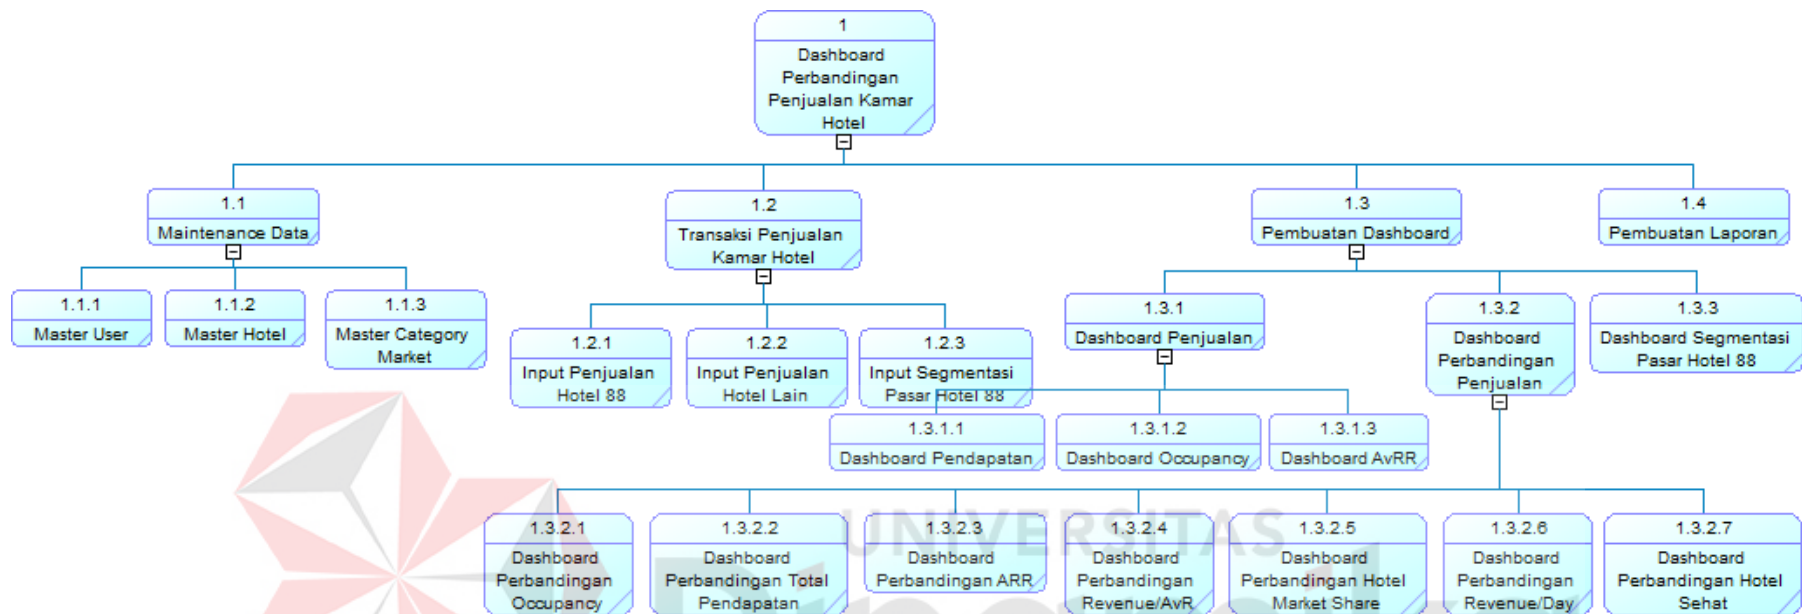 1
Dashboard
Perbandingan
Penjualan Kamar
Hotel
1.1
Maintenance Data
1.2
Transaksi Penjualan
Kamar Hotel
1.3
Pembuatan Dashboard
1.4
Pembuatan Laporan
1.1.1
Master User
1.1.2
Master Hotel
1.1.3
Master Category
Market
1.2.1
Input Penjualan
Hotel 88
1.2.2
Input Penjualan
Hotel Lain
1.2.3
Input Segmentasi
Pasar Hotel 88
1.3.1
Dashboard Penjualan
1.3.2
Dashboard
Perbandingan
Penjualan
1.3.3
Dashboard Segmentasi
Pasar Hotel 88
1.3.1.1
Dashboard Pendapatan
1.3.1.2
Dashboard Occupancy
1.3.1.3
Dashboard AvRR
1.3.2.1
Dashboard
Perbandingan
Occupancy
1.3.2.2
Dashboard
Perbandingan Total
Pendapatan
1.3.2.3
Dashboard
Perbandingan ARR
1.3.2.4
Dashboard
Perbandingan
Revenue/AvR
1.3.2.5
Dashboard
Perbandingan Hotel
Market Share
1.3.2.6
Dashboard
Perbandingan
Revenue/Day
1.3.2.7
Dashboard
Perbandingan Hotel
Sehat
UNIVERSITAS